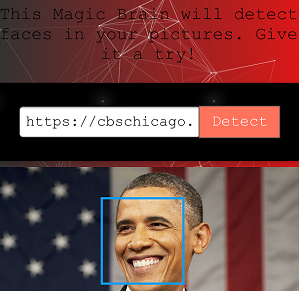 This Magic Brain will detect
faces in your pictures. Give
it a try!
https://cbschicago.
Detect